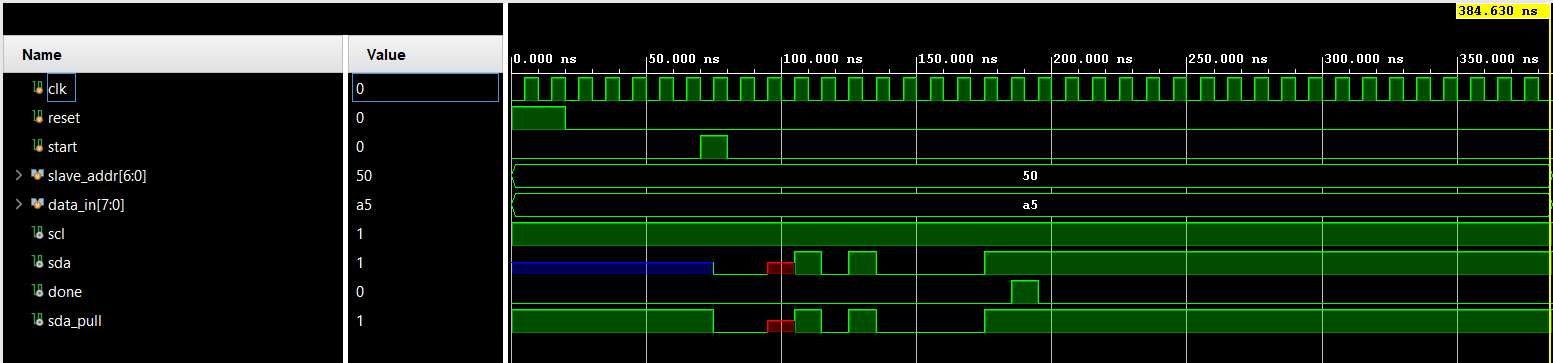 384.630 ns
Name Value
0.000 ns 50.000 ns 100.000 ns 150.000 ns 200.000 ns 250.000 ns 300.000 ns 350.000 ns
clk 0
reset 0
start 0
slave_addr[6:0] 50 50
data_in[7:0] a5 a5
scl 1
sda 1
done 0
sda_pull 1